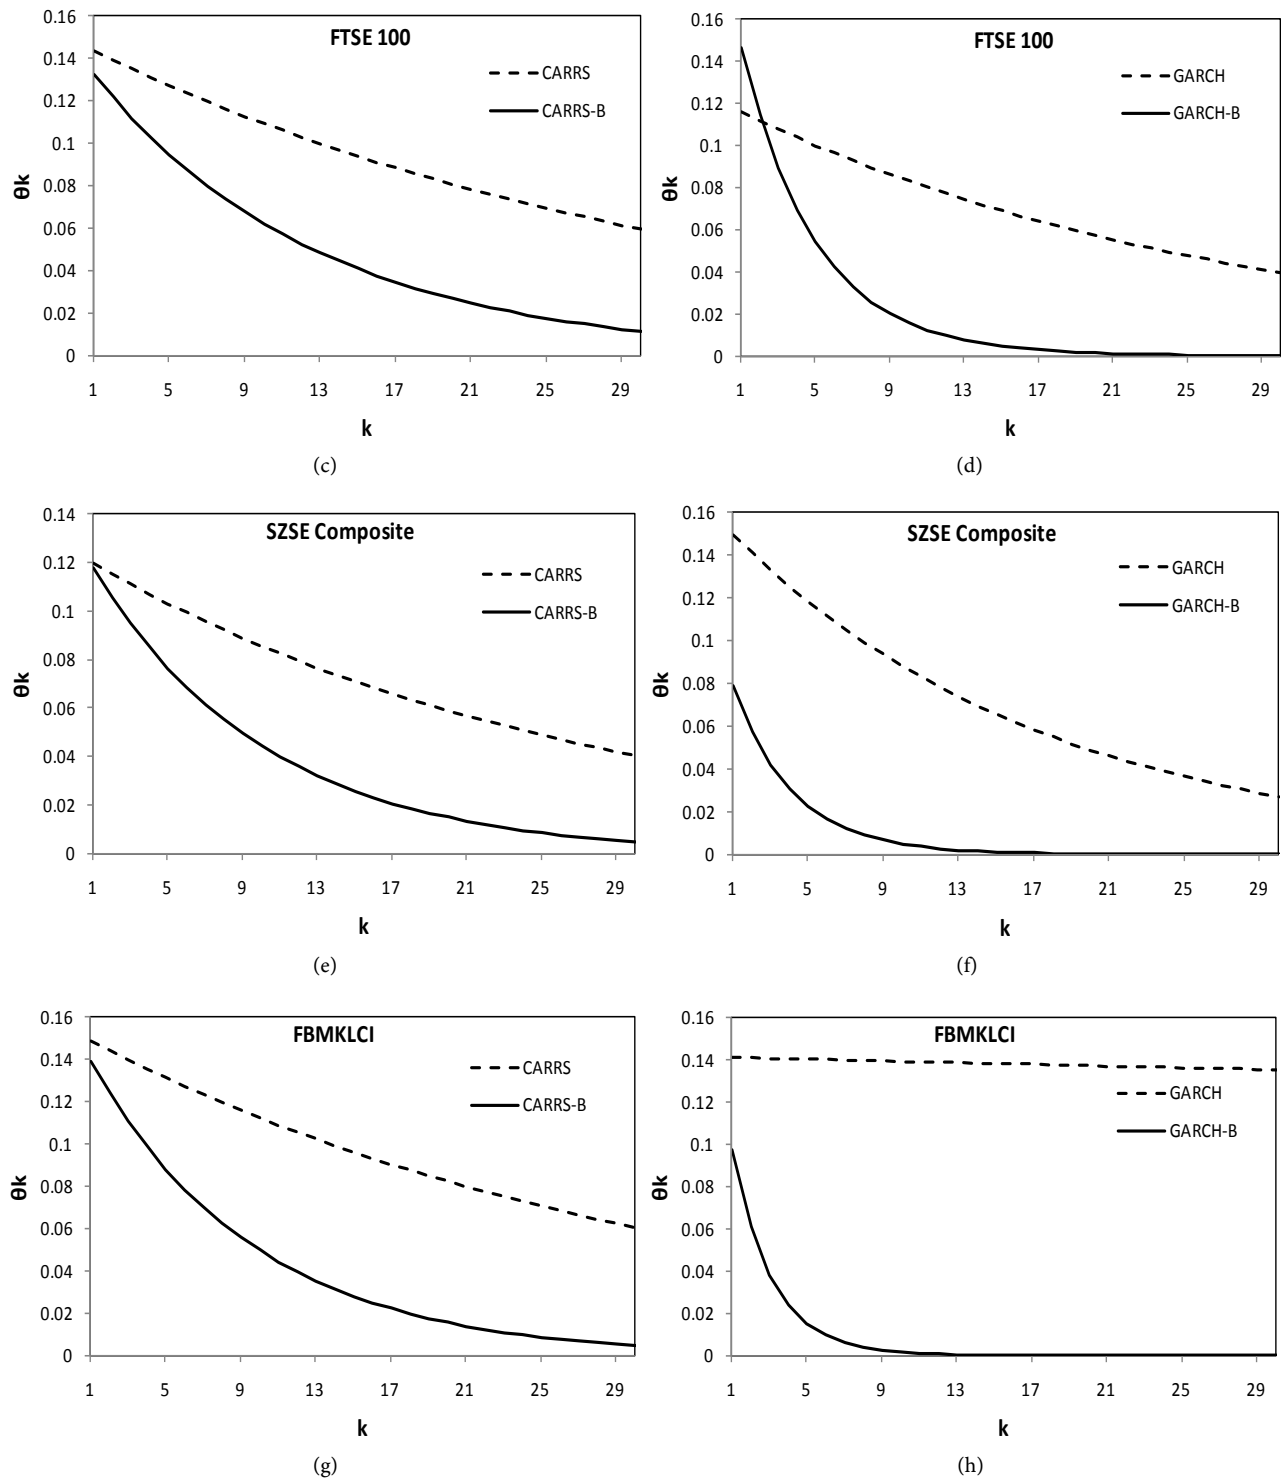 FTSE 100
CARRS
CARRS-B
0.16
0.14
0.12
0.1
0.08
0.06
0.04
0.02
0
θk
1 5 9 13 17 21 25 29
k
(c)
FTSE 100
GARCH
GARCH-B
0.16
0.14
0.12
0.1
0.08
0.06
0.04
0.02
0
θk
1 5 9 13 17 21 25 29
k
(d)
SZSE Composite
CARRS
CARRS-B
0.14
0.12
0.1
0.08
0.06
0.04
0.02
0
θk
1 5 9 13 17 21 25 29
k
(e)
SZSE Composite
GARCH
GARCH-B
0.16
0.14
0.12
0.1
0.08
0.06
0.04
0.02
0
θk
1 5 9 13 17 21 25 29
k
(f)
FBMKLCI
CARRS
CARRS-B
0.16
0.14
0.12
0.1
0.08
0.06
0.04
0.02
0
θk
1 5 9 13 17 21 25 29
k
(g)
FBMKLCI
GARCH
GARCH-B
0.16
0.14
0.12
0.1
0.08
0.06
0.04
0.02
0
θk
1 5 9 13 17 21 25 29
k
(h)